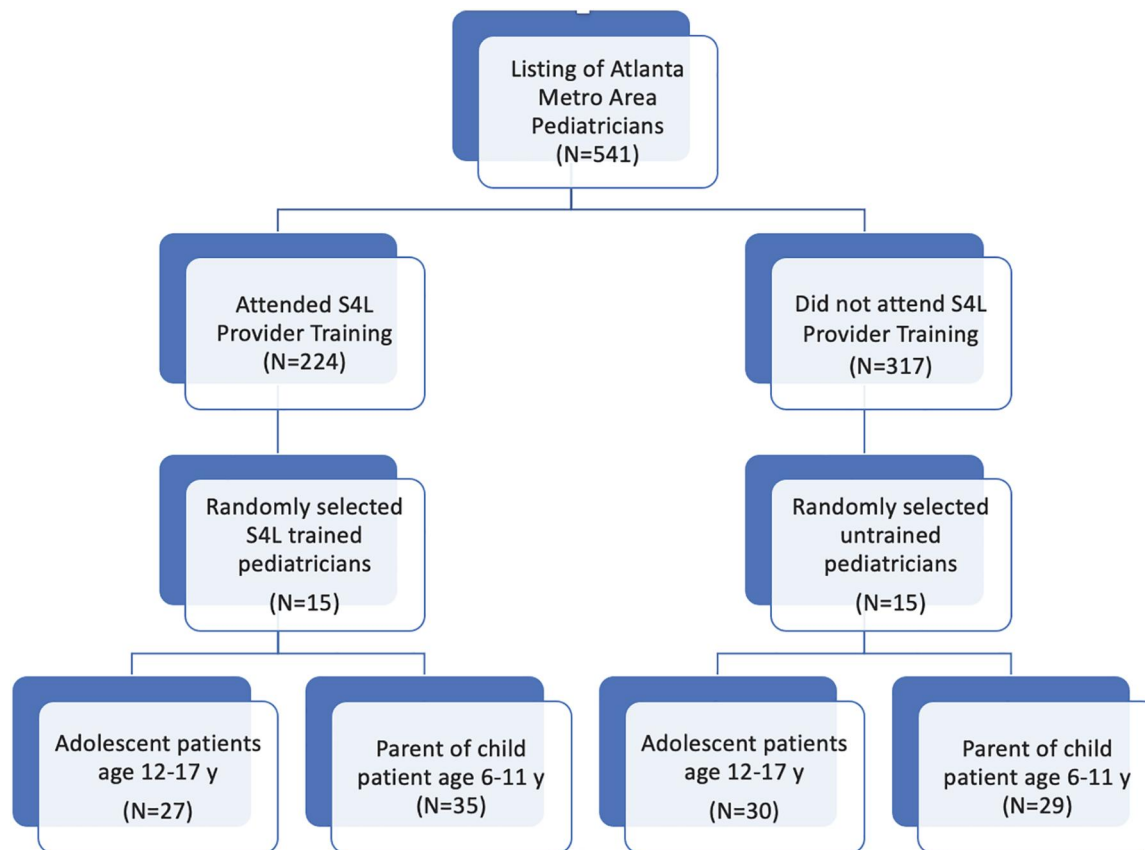 Listing of Atlanta
Metro Area
Pediatricians
(N=541)
Attended S4L
Provider Training
(N=224)
Did not attend S4L
Provider Training
(N=317)
Randomly selected
S4L trained
pediatricians
(N=15)
Randomly selected
untrained
pediatricians
(N=15)
Adolescent patients
age 12-17 y
(N=27)
Parent of child
patient age 6-11 y
(N=35)
Adolescent patients
age 12-17 y
(N=30)
Parent of child
patient age 6-11 y
(N=29)